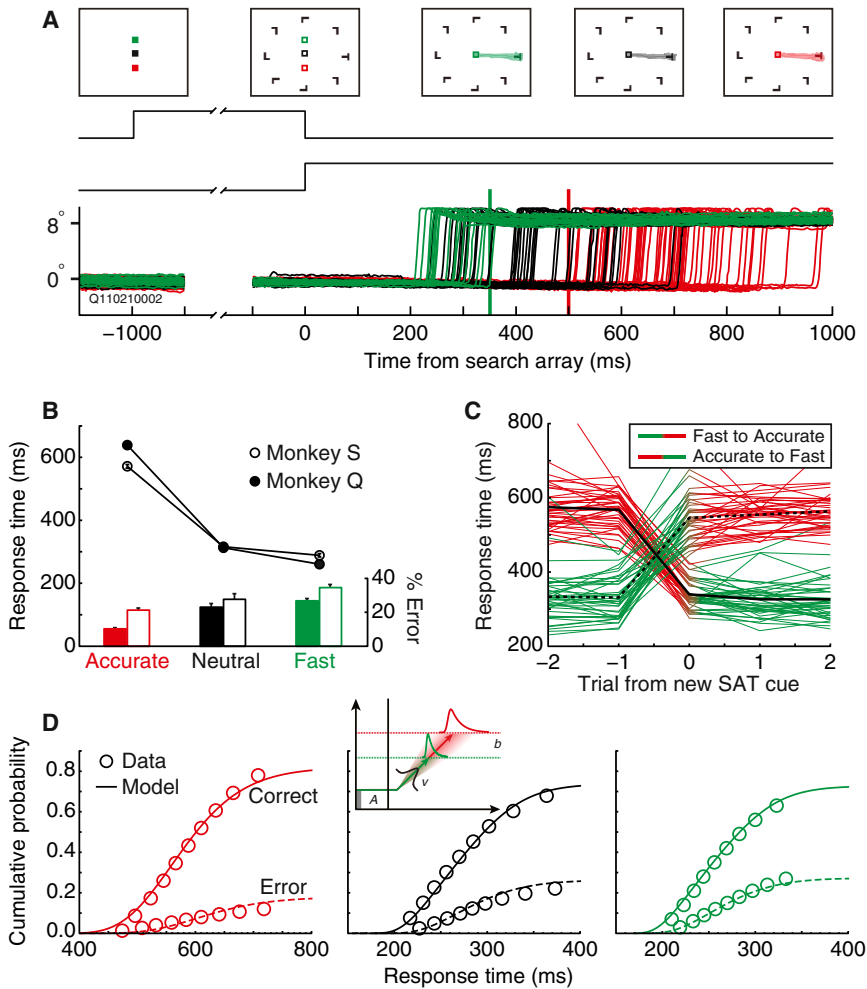 A
8°
0°
Q110210002
−1000
0
200
400
600
800
1000
Time from search array (ms)
B
Response time (ms)
600
400
200
0
Monkey S
Monkey Q
40
20
0
% Error
Accurate
Neutral
Fast
C
Response time (ms)
800
600
400
200
Fast to Accurate
Accurate to Fast
−2
−1
0
1
2
Trial from new SAT cue
D
Cumulative probability
0.8
0.6
0.4
0.2
0.0
Data
Model
Correct
Error
400
600
800
A
v
b
200
300
400
200
300
400
Response time (ms)